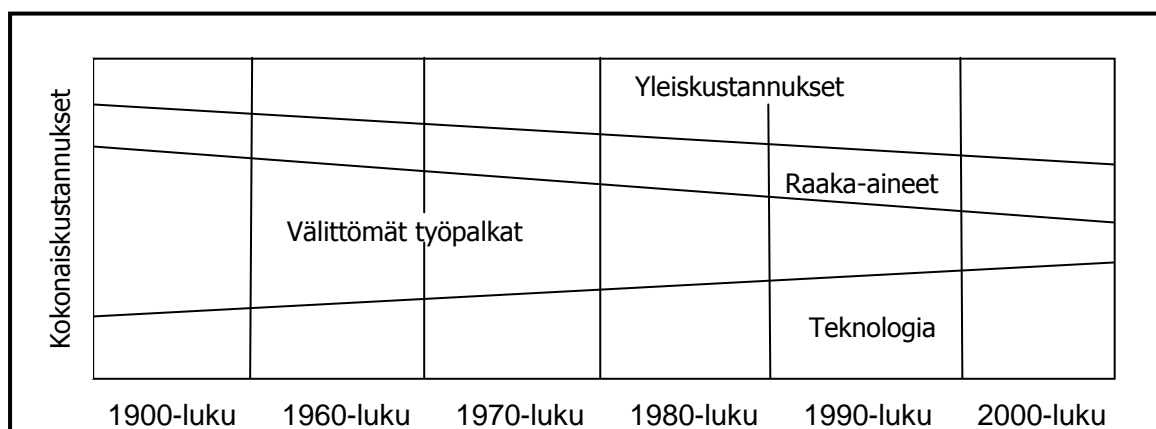 Yleiskustannukset
Raaka-aineet
Välittömät työpalkat
Teknologia
Kokonaiskustannukset
1900-luku 1960-luku 1970-luku 1980-luku 1990-luku 2000-luku